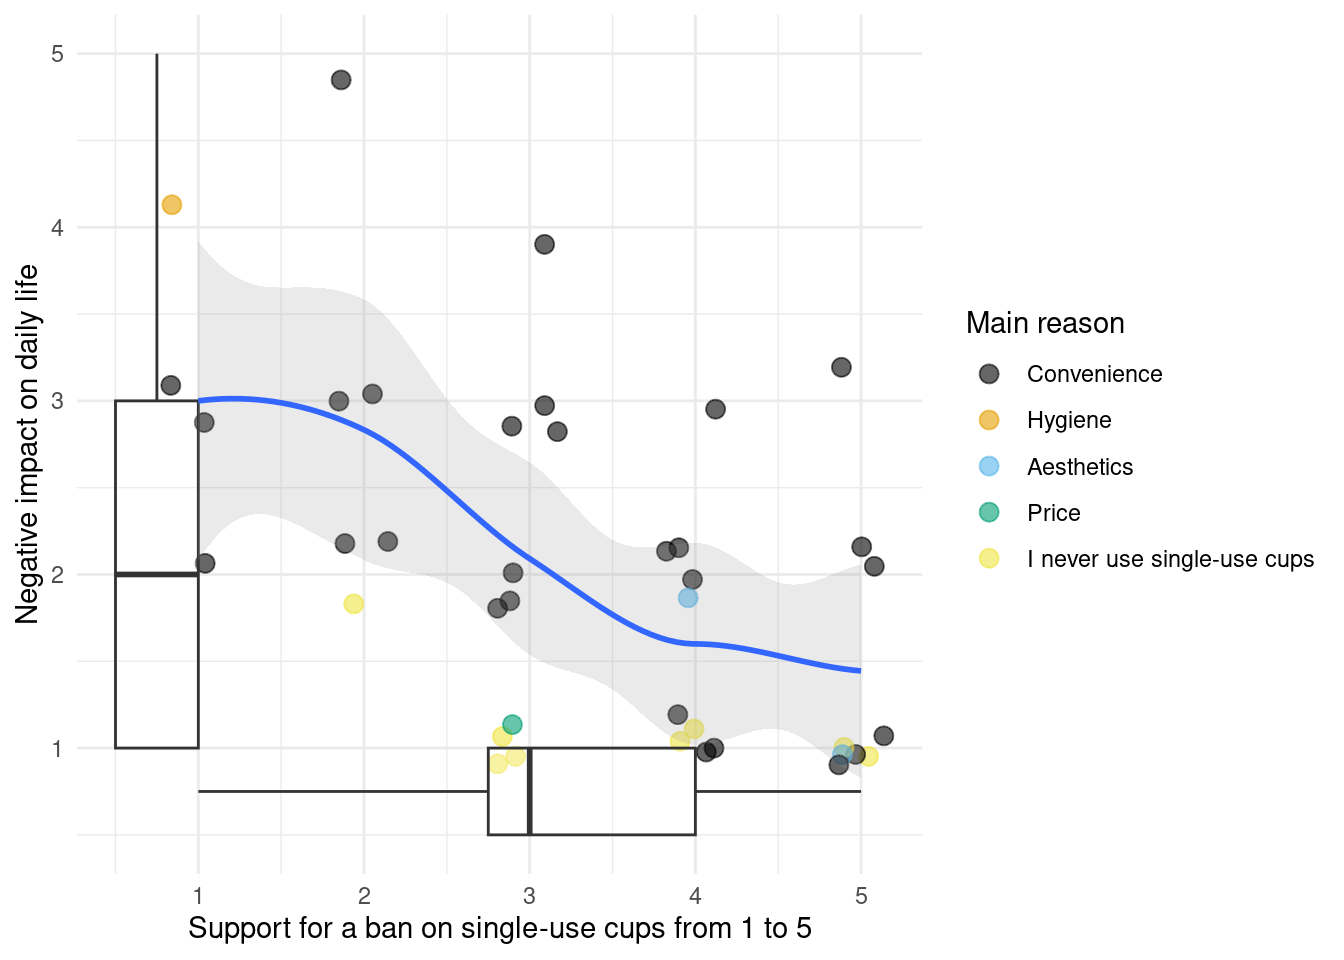 5
4
3
2
1
Negative impact on daily life
1 2 3 4 5
Support for a ban on single-use cups from 1 to 5
Main reason
Convenience
Hygiene
Aesthetics
Price
I never use single-use cups